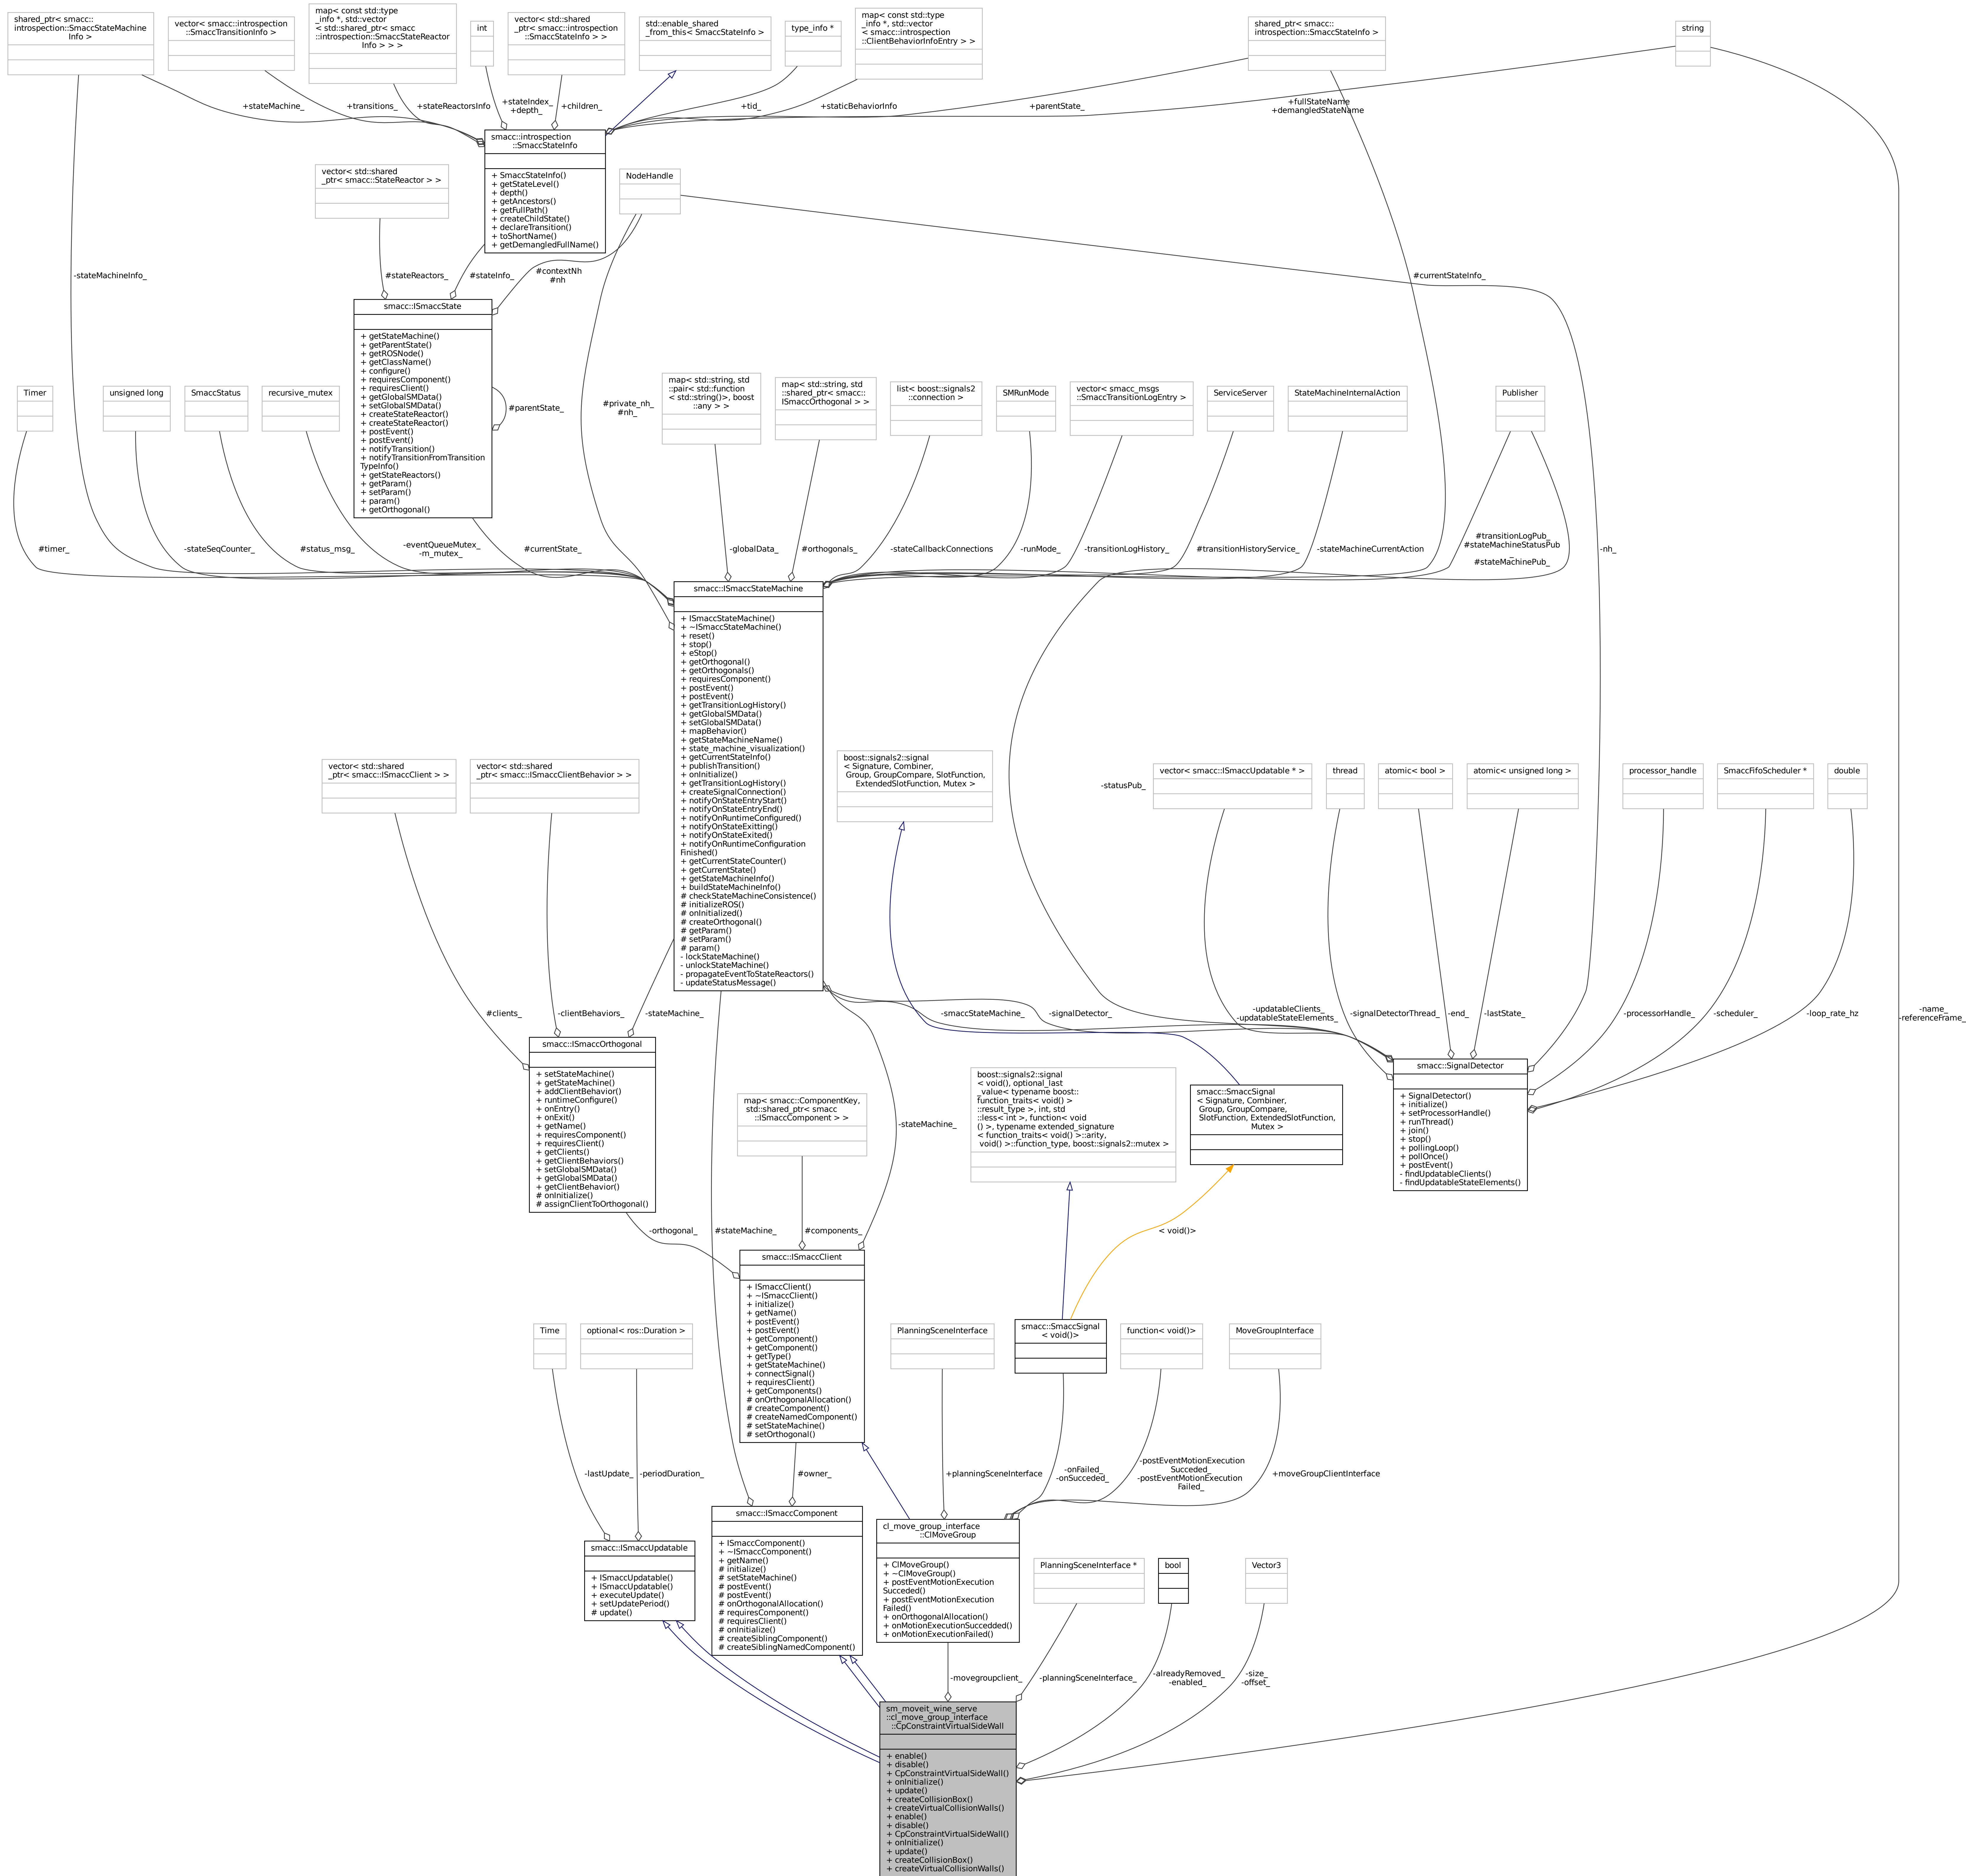 shared_ptr< smacc::
introspection::SmaccStateMachine
Info >
vector< smacc::introspection
::SmaccTransitionInfo >
map< const std::type
_info *, std::vector
< std::shared_ptr< smacc
::introspection::SmaccStateReactor
Info > > >
int
vector< std::shared
_ptr< smacc::introspection
::SmaccStateInfo > >
std::enable_shared
_from_this< SmaccStateInfo >
type_info *
map< const std::type
_info *, std::vector
< smacc::introspection
::ClientBehaviorInfoEntry > >
shared_ptr< smacc::
introspection::SmaccStateInfo >
string
+stateMachine_
+transitions_
+stateReactorsInfo
+stateIndex_
+depth_
+children_
+tid_
+staticBehaviorInfo
+parentState_
+fullStateName
+demangledStateName
smacc::introspection
::SmaccStateInfo
+ SmaccStateInfo()
+ getStateLevel()
+ depth()
+ getAncestors()
+ getFullPath()
+ createChildState()
+ declareTransition()
+ toShortName()
+ getDemangledFullName()
vector< std::shared
_ptr< smacc::StateReactor > >
NodeHandle
-stateMachineInfo_
#stateReactors_
#stateInfo_
#contextNh
#nh
#currentStateInfo_
smacc::ISmaccState
+ getStateMachine()
+ getParentState()
+ getROSNode()
+ getClassName()
+ configure()
+ requiresComponent()
+ requiresClient()
+ getGlobalSMData()
+ setGlobalSMData()
+ createStateReactor()
+ createStateReactor()
+ postEvent()
+ postEvent()
+ notifyTransition()
+ notifyTransitionFromTransition
TypeInfo()
+ getStateReactors()
+ getParam()
+ setParam()
+ param()
+ getOrthogonal()
#parentState_
#private_nh_
#nh_
Timer
unsigned long
SmaccStatus
recursive_mutex
map< std::string, std
::pair< std::function
< std::string()>, boost
::any > >
map< std::string, std
::shared_ptr< smacc::
ISmaccOrthogonal > >
list< boost::signals2
::connection >
SMRunMode
vector< smacc_msgs
::SmaccTransitionLogEntry >
ServiceServer
StateMachineInternalAction
Publisher
#timer_
-stateSeqCounter_
#status_msg_
-eventQueueMutex_
-m_mutex_
#currentState_
-globalData_
#orthogonals_
-stateCallbackConnections
-runMode_
-transitionLogHistory_
#transitionHistoryService_
-stateMachineCurrentAction
#transitionLogPub_
#stateMachineStatusPub
_
#stateMachinePub_
-nh_
smacc::ISmaccStateMachine
+ ISmaccStateMachine()
+ ~ISmaccStateMachine()
+ reset()
+ stop()
+ eStop()
+ getOrthogonal()
+ getOrthogonals()
+ requiresComponent()
+ postEvent()
+ postEvent()
+ getTransitionLogHistory()
+ getGlobalSMData()
+ setGlobalSMData()
+ mapBehavior()
+ getStateMachineName()
+ state_machine_visualization()
+ getCurrentStateInfo()
+ publishTransition()
+ onInitialize()
+ getTransitionLogHistory()
+ createSignalConnection()
+ notifyOnStateEntryStart()
+ notifyOnStateEntryEnd()
+ notifyOnRuntimeConfigured()
+ notifyOnStateExitting()
+ notifyOnStateExited()
+ notifyOnRuntimeConfiguration
Finished()
+ getCurrentStateCounter()
+ getCurrentState()
+ getStateMachineInfo()
+ buildStateMachineInfo()
# checkStateMachineConsistence()
# initializeROS()
# onInitialized()
# createOrthogonal()
# getParam()
# setParam()
# param()
- lockStateMachine()
- unlockStateMachine()
- propagateEventToStateReactors()
- updateStatusMessage()
vector< std::shared
_ptr< smacc::ISmaccClient > >
vector< std::shared
_ptr< smacc::ISmaccClientBehavior > >
boost::signals2::signal
< Signature, Combiner,
Group, GroupCompare, SlotFunction,
ExtendedSlotFunction, Mutex >
-statusPub_
vector< smacc::ISmaccUpdatable * >
thread
atomic< bool >
atomic< unsigned long >
processor_handle
SmaccFifoScheduler *
double
#clients_
-clientBehaviors_
-stateMachine_
-smaccStateMachine_
-signalDetector_
-updatableClients_
-updatableStateElements_
-signalDetectorThread_
-end_
-lastState_
-processorHandle_
-scheduler_
-loop_rate_hz
-name_
-referenceFrame_
smacc::ISmaccOrthogonal
+ setStateMachine()
+ getStateMachine()
+ addClientBehavior()
+ runtimeConfigure()
+ onEntry()
+ onExit()
+ getName()
+ requiresComponent()
+ requiresClient()
+ getClients()
+ getClientBehaviors()
+ setGlobalSMData()
+ getGlobalSMData()
+ getClientBehavior()
# onInitialize()
# assignClientToOrthogonal()
map< smacc::ComponentKey,
std::shared_ptr< smacc
::ISmaccComponent > >
-stateMachine_
boost::signals2::signal
< void(), optional_last
_value< typename boost::
function_traits< void() >
::result_type >, int, std
::less< int >, function< void
() >, typename extended_signature
< function_traits< void() >::arity,
void() >::function_type, boost::signals2::mutex >
smacc::SmaccSignal
< Signature, Combiner,
Group, GroupCompare,
SlotFunction, ExtendedSlotFunction,
Mutex >
smacc::SignalDetector
+ SignalDetector()
+ initialize()
+ setProcessorHandle()
+ runThread()
+ join()
+ stop()
+ pollingLoop()
+ pollOnce()
+ postEvent()
- findUpdatableClients()
- findUpdatableStateElements()
-orthogonal_
#stateMachine_
#components_
< void()>
smacc::ISmaccClient
+ ISmaccClient()
+ ~ISmaccClient()
+ initialize()
+ getName()
+ postEvent()
+ postEvent()
+ getComponent()
+ getComponent()
+ getType()
+ getStateMachine()
+ connectSignal()
+ requiresClient()
+ getComponents()
# onOrthogonalAllocation()
# createComponent()
# createNamedComponent()
# setStateMachine()
# setOrthogonal()
Time
optional< ros::Duration >
PlanningSceneInterface
smacc::SmaccSignal
< void()>
function< void()>
MoveGroupInterface
-lastUpdate_
-periodDuration_
#owner_
+planningSceneInterface
-onFailed_
-onSucceded_
-postEventMotionExecution
Succeded_
-postEventMotionExecution
Failed_
+moveGroupClientInterface
smacc::ISmaccUpdatable
+ ISmaccUpdatable()
+ ISmaccUpdatable()
+ executeUpdate()
+ setUpdatePeriod()
# update()
smacc::ISmaccComponent
+ ISmaccComponent()
+ ~ISmaccComponent()
+ getName()
# initialize()
# setStateMachine()
# postEvent()
# postEvent()
# onOrthogonalAllocation()
# requiresComponent()
# requiresClient()
# onInitialize()
# createSiblingComponent()
# createSiblingNamedComponent()
cl_move_group_interface
::ClMoveGroup
+ ClMoveGroup()
+ ~ClMoveGroup()
+ postEventMotionExecution
Succeded()
+ postEventMotionExecution
Failed()
+ onOrthogonalAllocation()
+ onMotionExecutionSuccedded()
+ onMotionExecutionFailed()
PlanningSceneInterface *
bool
Vector3
-movegroupclient_
-planningSceneInterface_
-alreadyRemoved_
-enabled_
-size_
-offset_
sm_moveit_wine_serve
::cl_move_group_interface
::CpConstraintVirtualSideWall
+ enable()
+ disable()
+ CpConstraintVirtualSideWall()
+ onInitialize()
+ update()
+ createCollisionBox()
+ createVirtualCollisionWalls()
+ enable()
+ disable()
+ CpConstraintVirtualSideWall()
+ onInitialize()
+ update()
+ createCollisionBox()
+ createVirtualCollisionWalls()